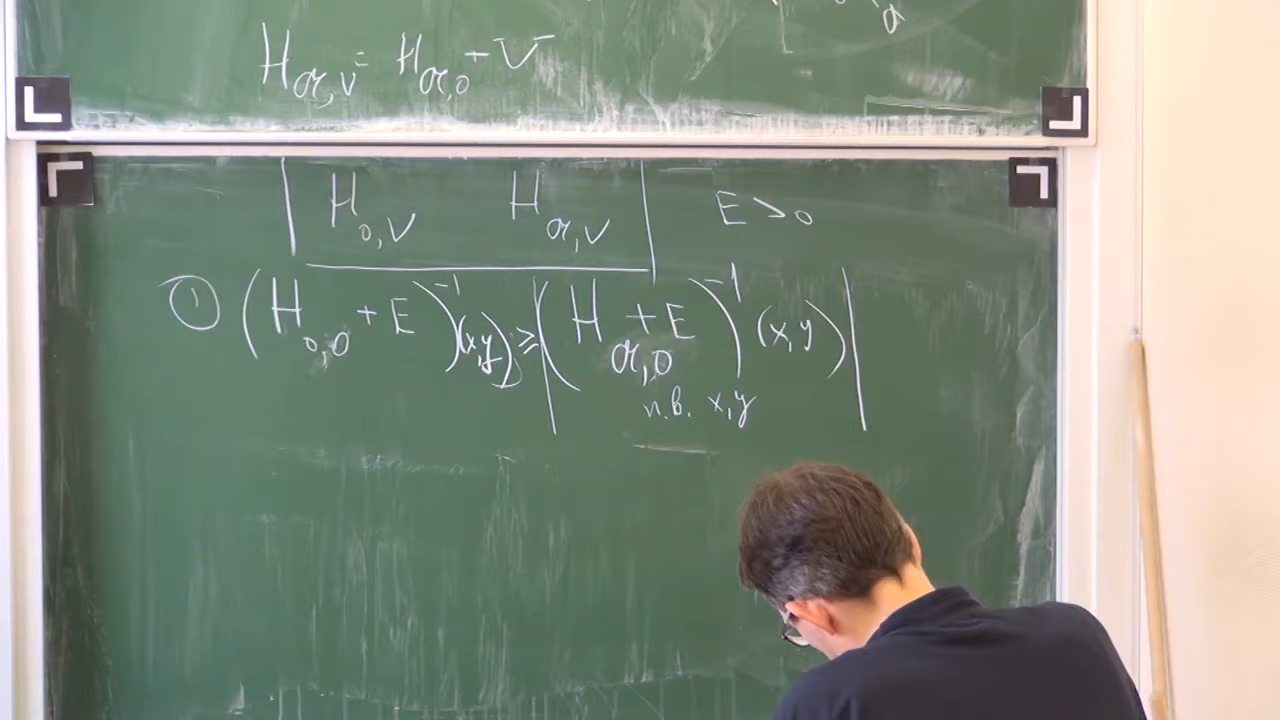 H_{α,V} = H_{α,0} + V
H_{0,V} H_{α,V} E > 0
① (H_{0,0} + E)^{-1}(x,y) ≥ |(H_{α,0} + E)^{-1}(x,y)|
п.в. x,y